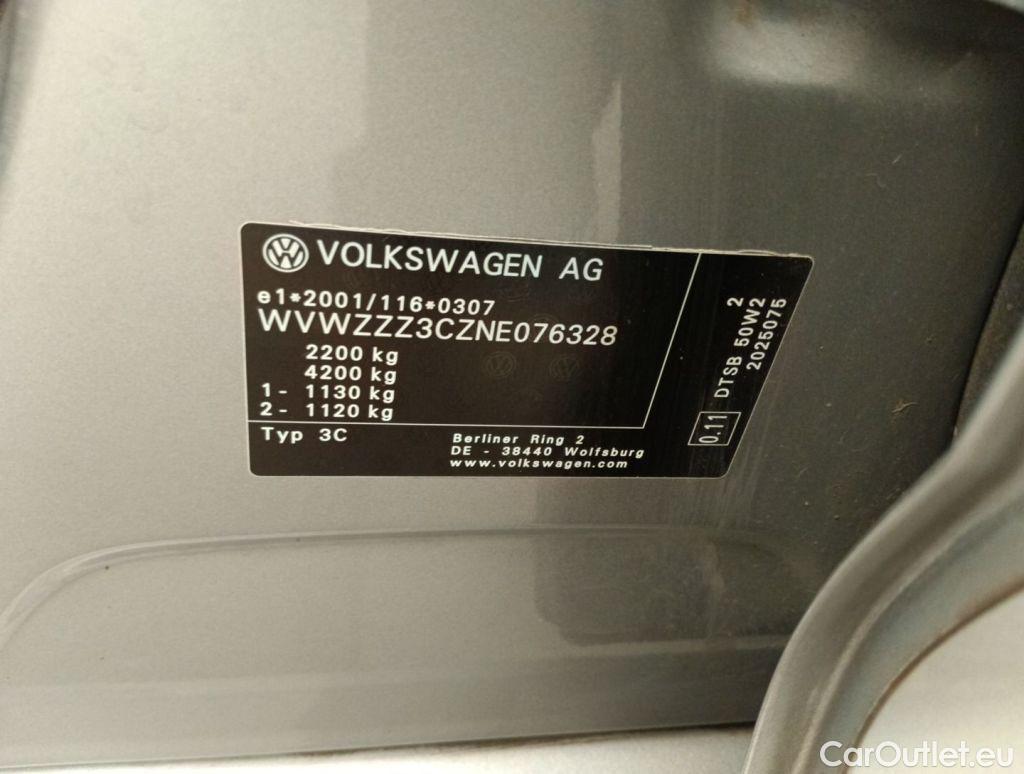 VOLKSWAGEN AG
e1*2001/116*0307
WVWZZZ3CZNE076328
2200 kg
4200 kg
1- 1130 kg
2- 1120 kg
Typ 3C
Berliner Ring 2
DE - 38440 Wolfsburg
www.volkswagen.com
0.11 DTSB 50W2 2
2025075
CarOutlet.eu